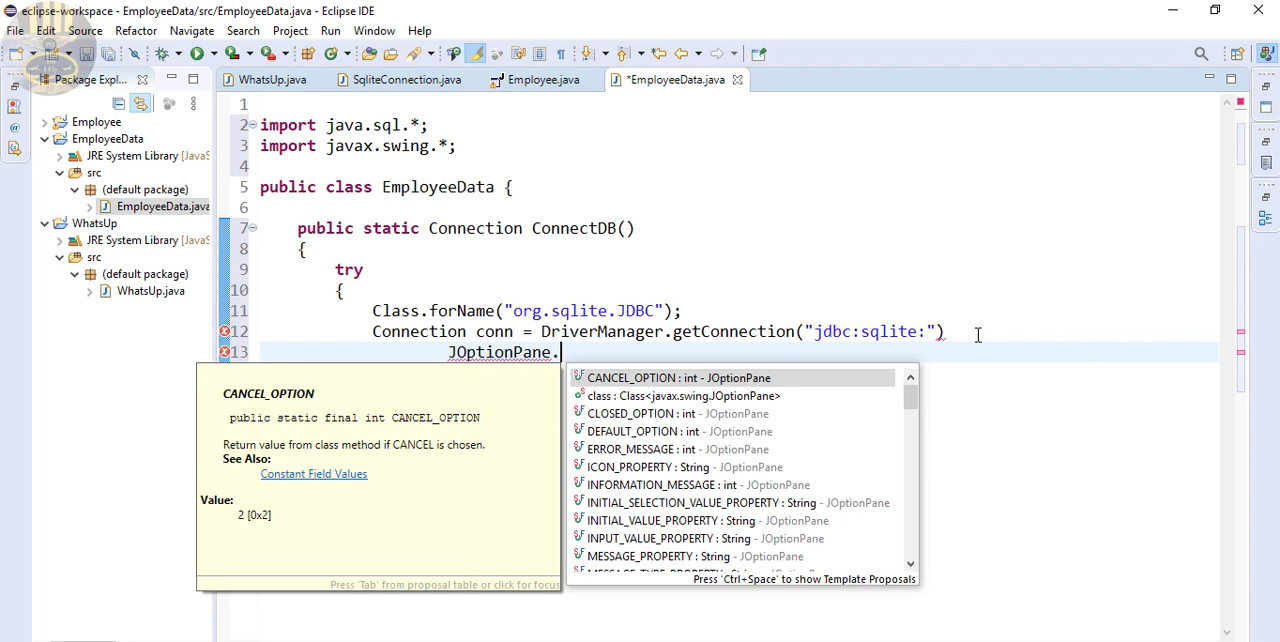 eclipse-workspace - EmployeeData/src/EmployeeData.java - Eclipse IDE
File Edit Source Refactor Navigate Search Project Run Window Help
Package Expl...
WhatsUp.java
SqliteConnection.java
Employee.java
*EmployeeData.java
Employee
EmployeeData
JRE System Library [JavaS
src
(default package)
EmployeeData.java
WhatsUp
JRE System Library [JavaS
src
(default package)
WhatsUp.java
1
2 import java.sql.*;
3 import javax.swing.*;
4
5 public class EmployeeData {
6
7 public static Connection ConnectDB()
8 {
9 try
10 {
11 Class.forName("org.sqlite.JDBC");
12 Connection conn = DriverManager.getConnection("jdbc:sqlite:")
13 JOptionPane.
CANCEL_OPTION
public static final int CANCEL_OPTION
Return value from class method if CANCEL is chosen.
See Also:
Constant Field Values
Value:
2 [0x2]
Press 'Tab' from proposal table or click for focus
CANCEL_OPTION : int - JOptionPane
class : Class<javax.swing.JOptionPane>
CLOSED_OPTION : int - JOptionPane
DEFAULT_OPTION : int - JOptionPane
ERROR_MESSAGE : int - JOptionPane
ICON_PROPERTY : String - JOptionPane
INFORMATION_MESSAGE : int - JOptionPane
INITIAL_SELECTION_VALUE_PROPERTY : String - JOptionPane
INITIAL_VALUE_PROPERTY : String - JOptionPane
INPUT_VALUE_PROPERTY : String - JOptionPane
MESSAGE_PROPERTY : String - JOptionPane
Press 'Ctrl+Space' to show Template Proposals